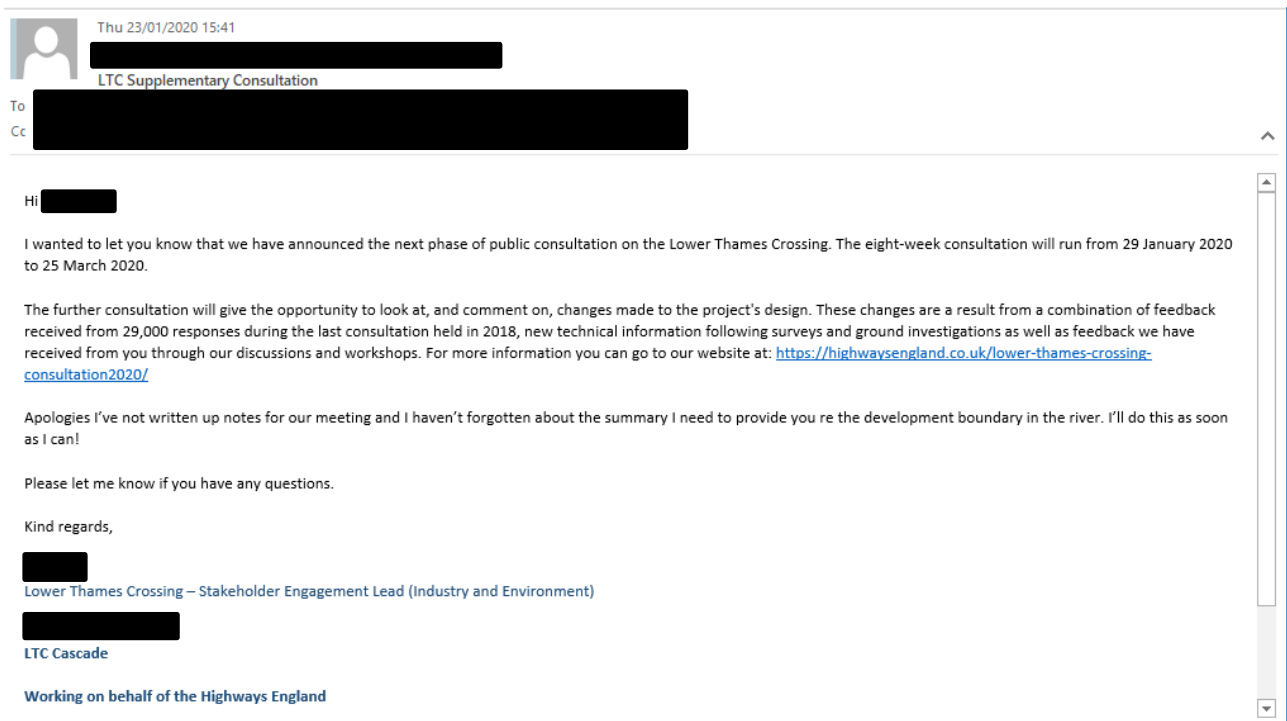 Thu 23/01/2020 15:41
LTC Supplementary Consultation
To
Cc
Hi
I wanted to let you know that we have announced the next phase of public consultation on the Lower Thames Crossing. The eight-week consultation will run from 29 January 2020
to 25 March 2020.
The further consultation will give the opportunity to look at, and comment on, changes made to the project's design. These changes are a result from a combination of feedback
received from 29,000 responses during the last consultation held in 2018, new technical information following surveys and ground investigations as well as feedback we have
received from you through our discussions and workshops. For more information you can go to our website at: https://highwaysengland.co.uk/lower-thames-crossing-
consultation2020/
Apologies I’ve not written up notes for our meeting and I haven’t forgotten about the summary I need to provide you re the development boundary in the river. I’ll do this as soon
as I can!
Please let me know if you have any questions.
Kind regards,
Lower Thames Crossing – Stakeholder Engagement Lead (Industry and Environment)
LTC Cascade
Working on behalf of the Highways England